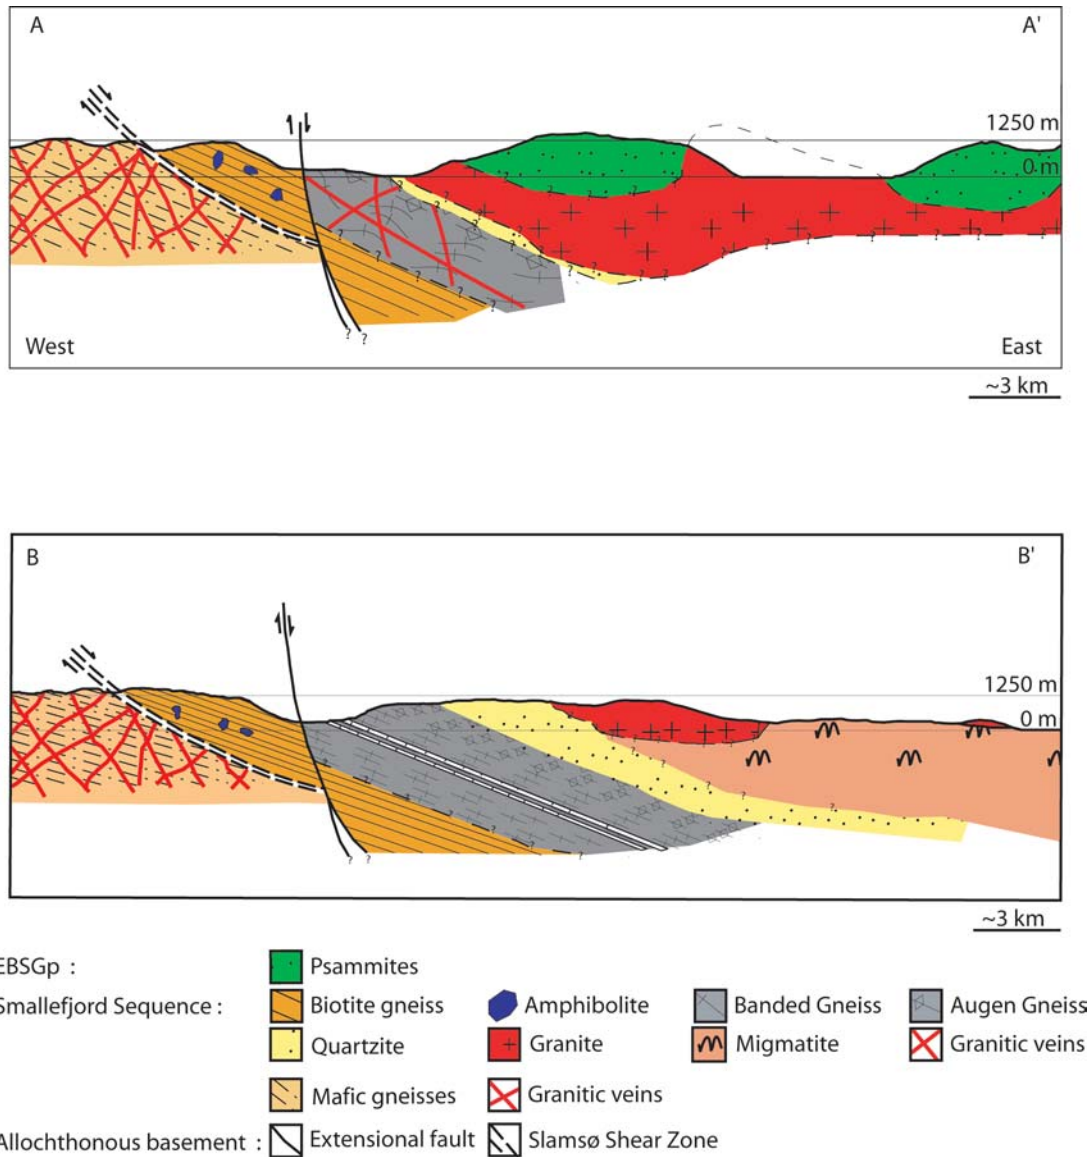 A A'
1250 m
0 m
? ? ? ? ? ? ? ? ? ? ? ? ? ? ? ? ? ? ? ? ? ? ? ? ?
West East
~3 km
B B'
1250 m
0 m
? ? ? ? ? ? ? ? ? ?
~3 km
EBSGp : Psammites
Smallefjord Sequence : Biotite gneiss Amphibolite Banded Gneiss Augen Gneiss
Quartzite Granite Migmatite Granitic veins
Mafic gneisses Granitic veins
Allochthonous basement : Extensional fault Slamsø Shear Zone